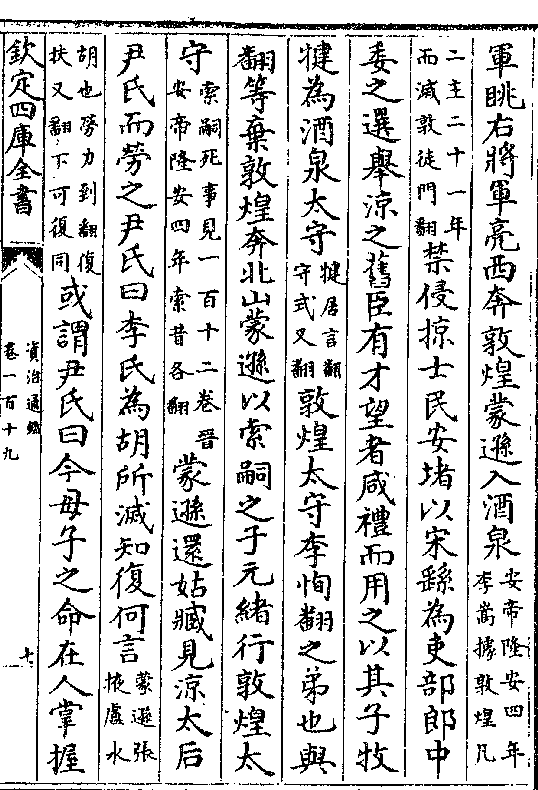 軍眺右將軍亮西奔敦煌蒙遜入酒泉安帝隆安四年李暠據敦煌凡
二主二十一年而滅敦徒門翻禁侵掠士民安堵以宋繇為吏部郎中
委之選舉涼之舊臣有才望者咸禮而用之以其子牧
犍為酒泉太守犍居言翻守式又翻敦煌太守李恂翻之弟也與
翻等棄敦煌奔北山蒙遜以索嗣之子元緒行敦煌太
守索嗣死事見一百十二卷晉安帝隆安四年索昔各翻蒙遜還姑臧見涼太后
尹氏而勞之尹氏曰李氏為胡所滅知復何言蒙遜張掖盧水
胡也勞力到翻復扶又翻下可復同或謂尹氏曰今母子之命在人掌握
欽定四庫全書
資治通鑑
卷一百十九
七